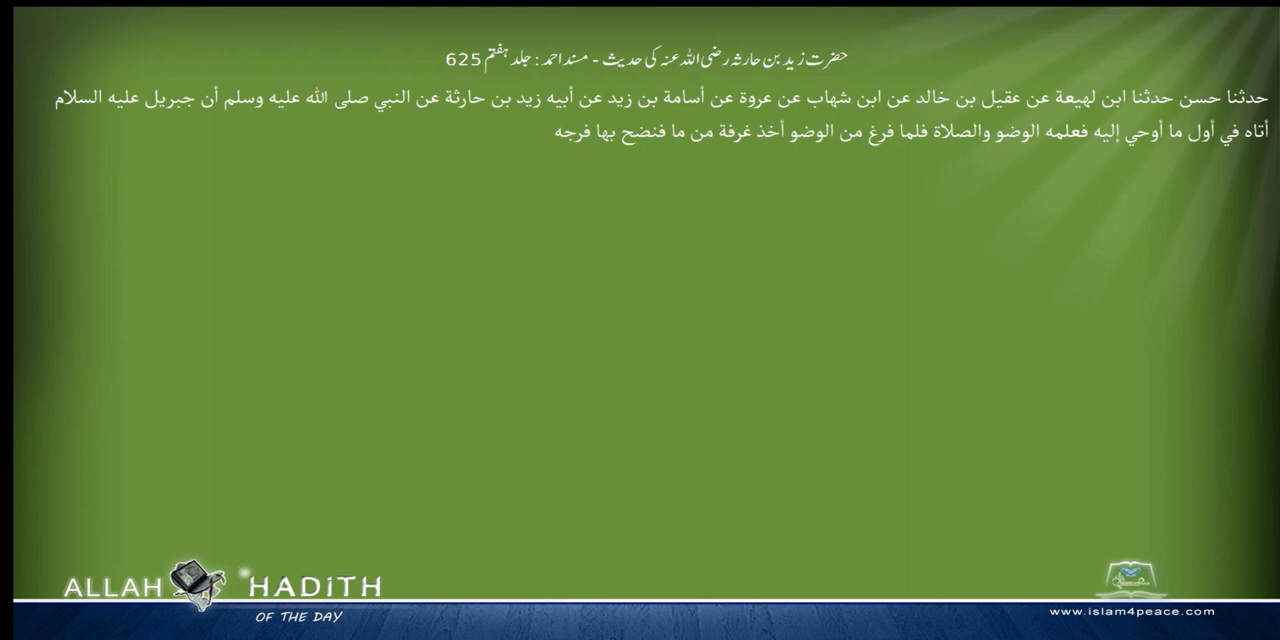 حضرت زید بن حارثہ رضی اللہ عنہ کی حدیث - مسند احمد : جلد ہفتم 625
حدثنا حسن حدثنا ابن لهيعة عن عقيل بن خالد عن ابن شهاب عن عروة عن أسامة بن زيد عن أبيه زيد بن حارثة عن النبي صلى الله عليه وسلم أن جبريل عليه السلام
أتاه في أول ما أوحي إليه فعلمه الوضو والصلاة فلما فرغ من الوضو أخذ غرفة من ما فنضح بها فرجه
ALLAH HADITH
OF THE DAY
www.islam4peace.com